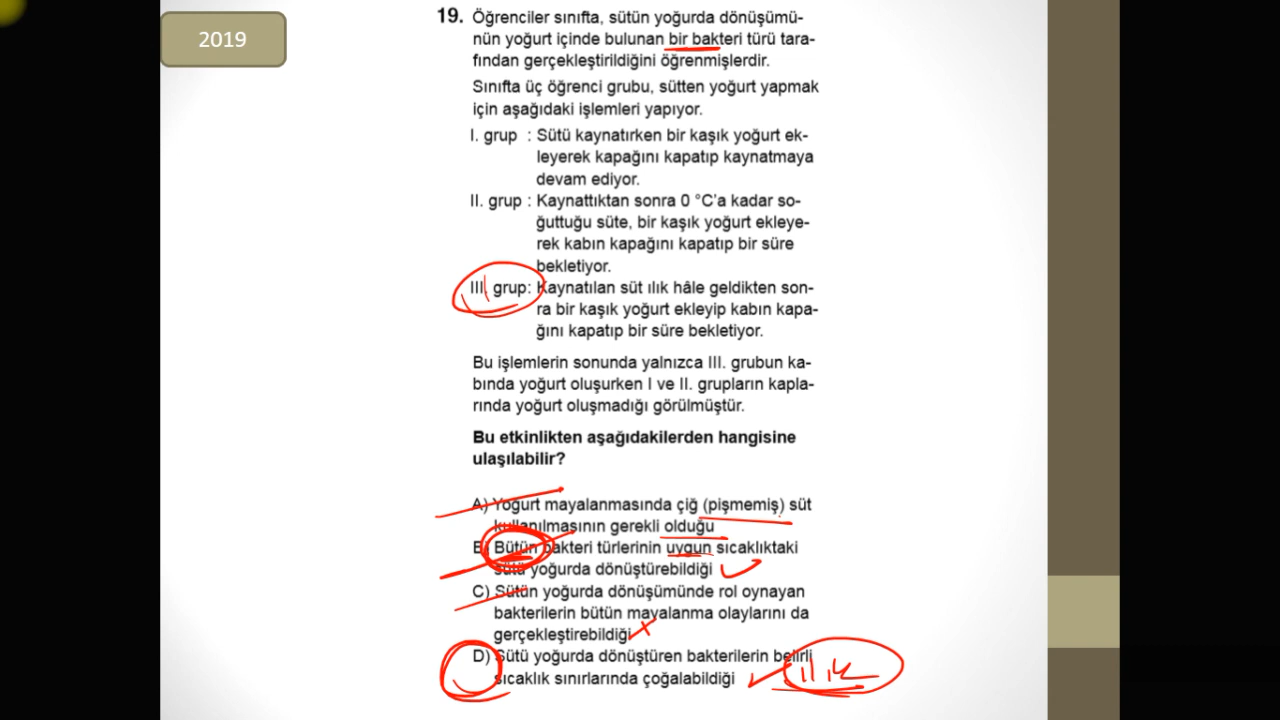 2019
19. Öğrenciler sınıfta, sütün yoğurda dönüşümü-
nün yoğurt içinde bulunan bir bakteri türü tara-
fından gerçekleştirildiğini öğrenmişlerdir.
Sınıfta üç öğrenci grubu, sütten yoğurt yapmak
için aşağıdaki işlemleri yapıyor.
I. grup : Sütü kaynatırken bir kaşık yoğurt ek-
leyerek kapağını kapatıp kaynatmaya
devam ediyor.
II. grup : Kaynattıktan sonra 0 °C'a kadar so-
ğuttuğu süte, bir kaşık yoğurt ekleye-
rek kabın kapağını kapatıp bir süre
bekletiyor.
III. grup: Kaynatılan süt ılık hâle geldikten son-
ra bir kaşık yoğurt ekleyip kabın kapa-
ğını kapatıp bir süre bekletiyor.
Bu işlemlerin sonunda yalnızca III. grubun ka-
bında yoğurt oluşurken I ve II. grupların kapla-
rında yoğurt oluşmadığı görülmüştür.
Bu etkinlikten aşağıdakilerden hangisine
ulaşılabilir?
A) Yoğurt mayalanmasında çiğ (pişmemiş) süt
kullanılmasının gerekli olduğu
B) Bütün bakteri türlerinin uygun sıcaklıktaki
sütü yoğurda dönüştürebildiği
C) Sütün yoğurda dönüşümünde rol oynayan
bakterilerin bütün mayalanma olaylarını da
gerçekleştirebildiği
D) Sütü yoğurda dönüştüren bakterilerin belirli
sıcaklık sınırlarında çoğalabildiği
ılık